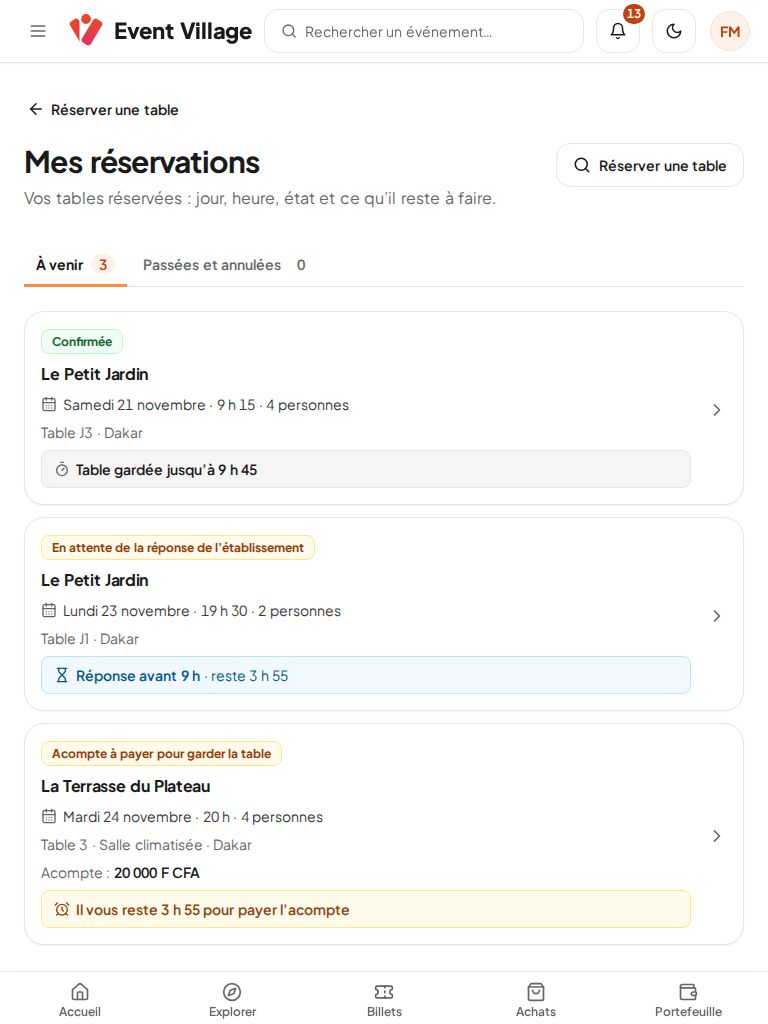 Event Village
Rechercher un événement...
13
FM
Réserver une table
Mes réservations
Réserver une table
Vos tables réservées : jour, heure, état et ce qu’il reste à faire.
À venir 3
Passées et annulées 0
Confirmée
Le Petit Jardin
Samedi 21 novembre · 9 h 15 · 4 personnes
Table J3 · Dakar
Table gardée jusqu’à 9 h 45
En attente de la réponse de l’établissement
Le Petit Jardin
Lundi 23 novembre · 19 h 30 · 2 personnes
Table J1 · Dakar
Réponse avant 9 h · reste 3 h 55
Acompte à payer pour garder la table
La Terrasse du Plateau
Mardi 24 novembre · 20 h · 4 personnes
Table 3 · Salle climatisée · Dakar
Acompte : 20 000 F CFA
Il vous reste 3 h 55 pour payer l’acompte
Accueil
Explorer
Billets
Achats
Portefeuille